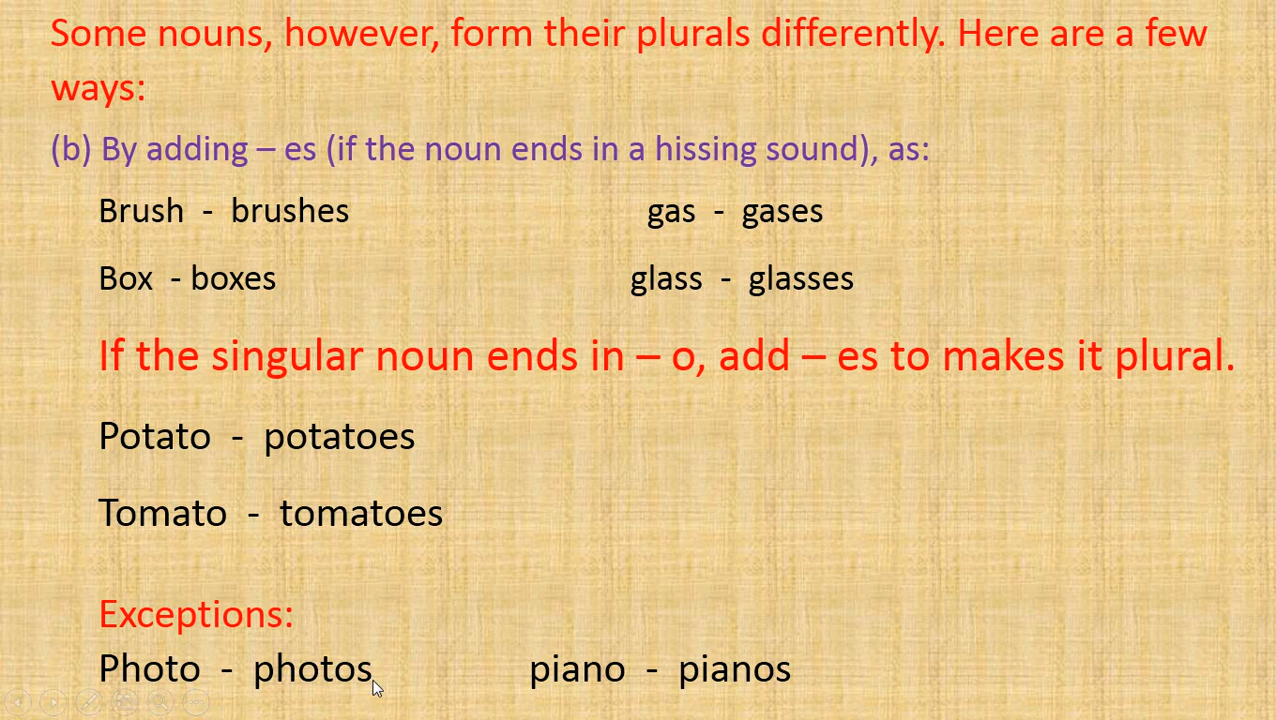 Some nouns, however, form their plurals differently. Here are a few
ways:
(b) By adding – es (if the noun ends in a hissing sound), as:
Brush - brushes gas - gases
Box - boxes glass - glasses
If the singular noun ends in – o, add – es to makes it plural.
Potato - potatoes
Tomato - tomatoes
Exceptions:
Photo - photos piano - pianos